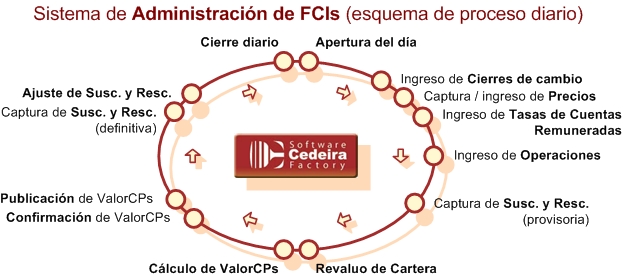 Sistema de Administración de FCIs (esquema de proceso diario)
Cierre diario
Apertura del día
Ingreso de Cierres de cambio
Captura / ingreso de Precios
Ingreso de Tasas de Cuentas
Remuneradas
Ingreso de Operaciones
Captura de Susc. y Resc.
(provisoria)
Revaluo de Cartera
Cálculo de ValorCPs
Confirmación de ValorCPs
Publicación de ValorCPs
Captura de Susc. y Resc.
(definitiva)
Ajuste de Susc. y Resc.
Software
Cedeira
Factory